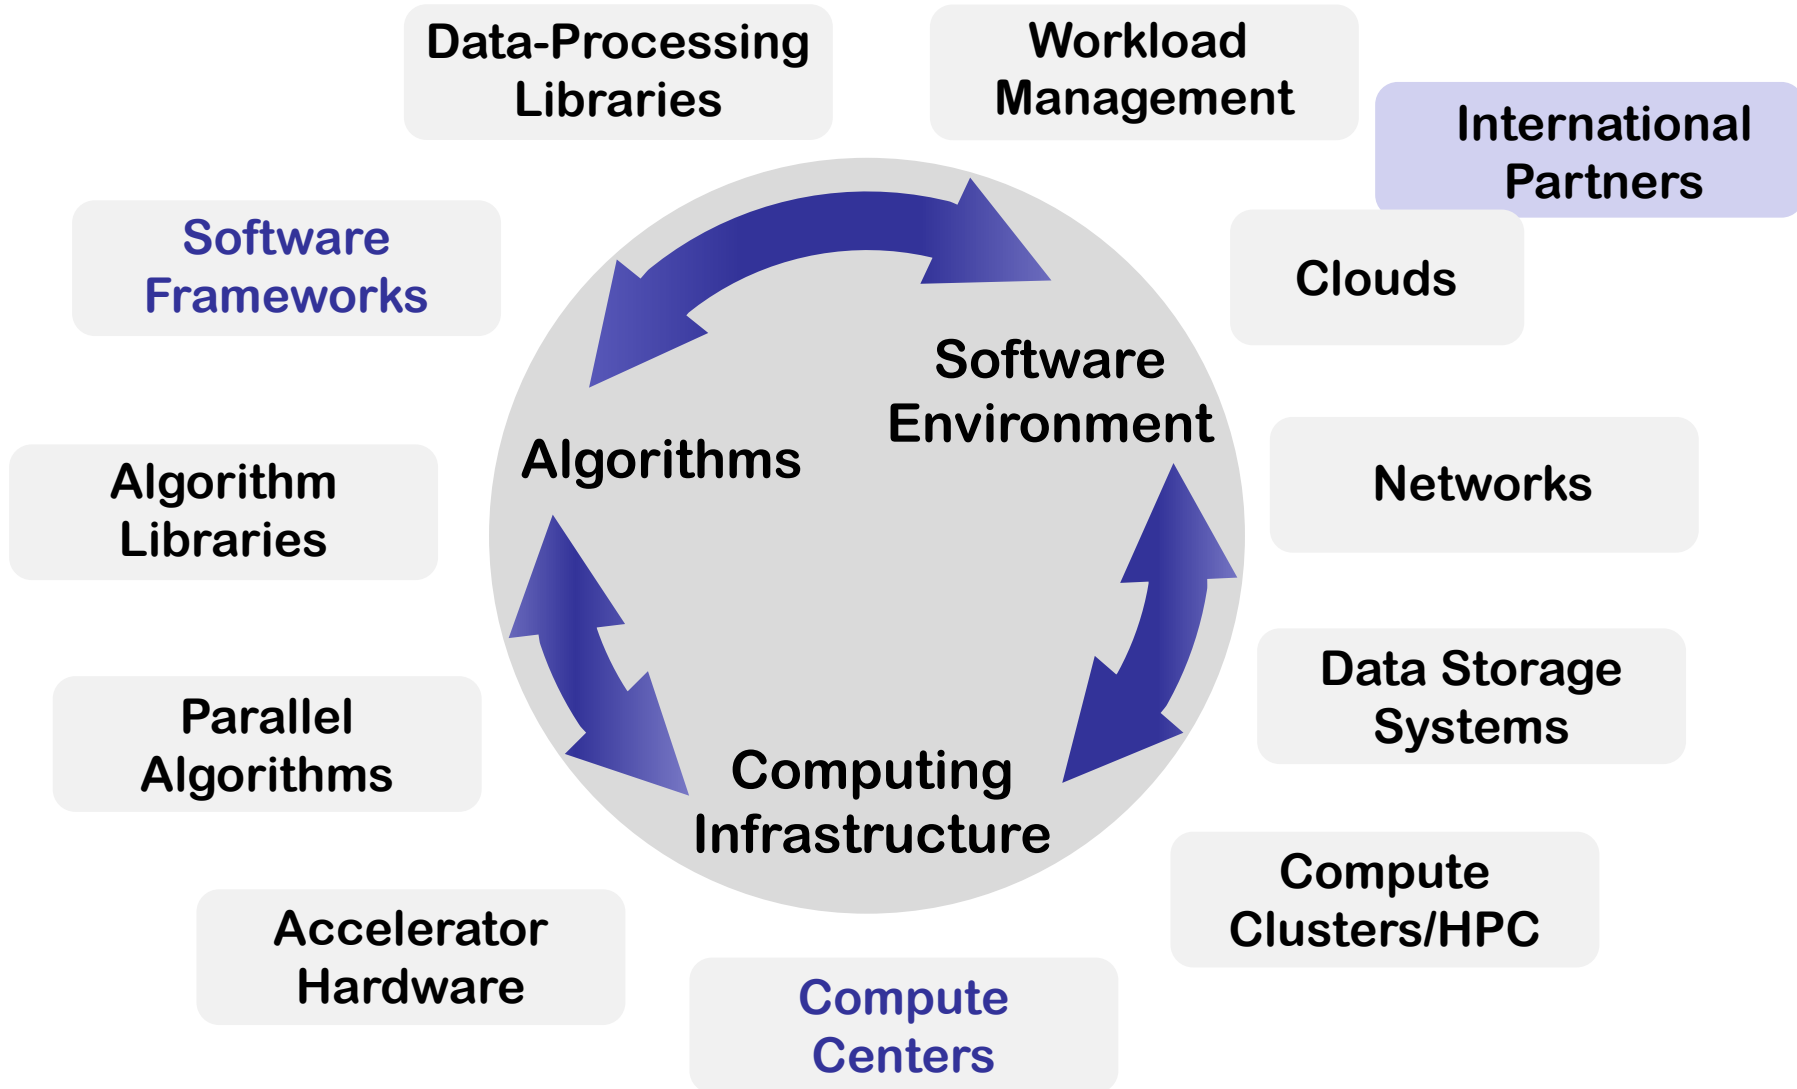 Data-Processing
Libraries
Workload
Management
International
Partners
Software
Frameworks
Clouds
Software
Environment
Algorithms
Algorithm
Libraries
Networks
Data Storage
Systems
Parallel
Algorithms
Computing
Infrastructure
Compute
Clusters/HPC
Accelerator
Hardware
Compute
Centers